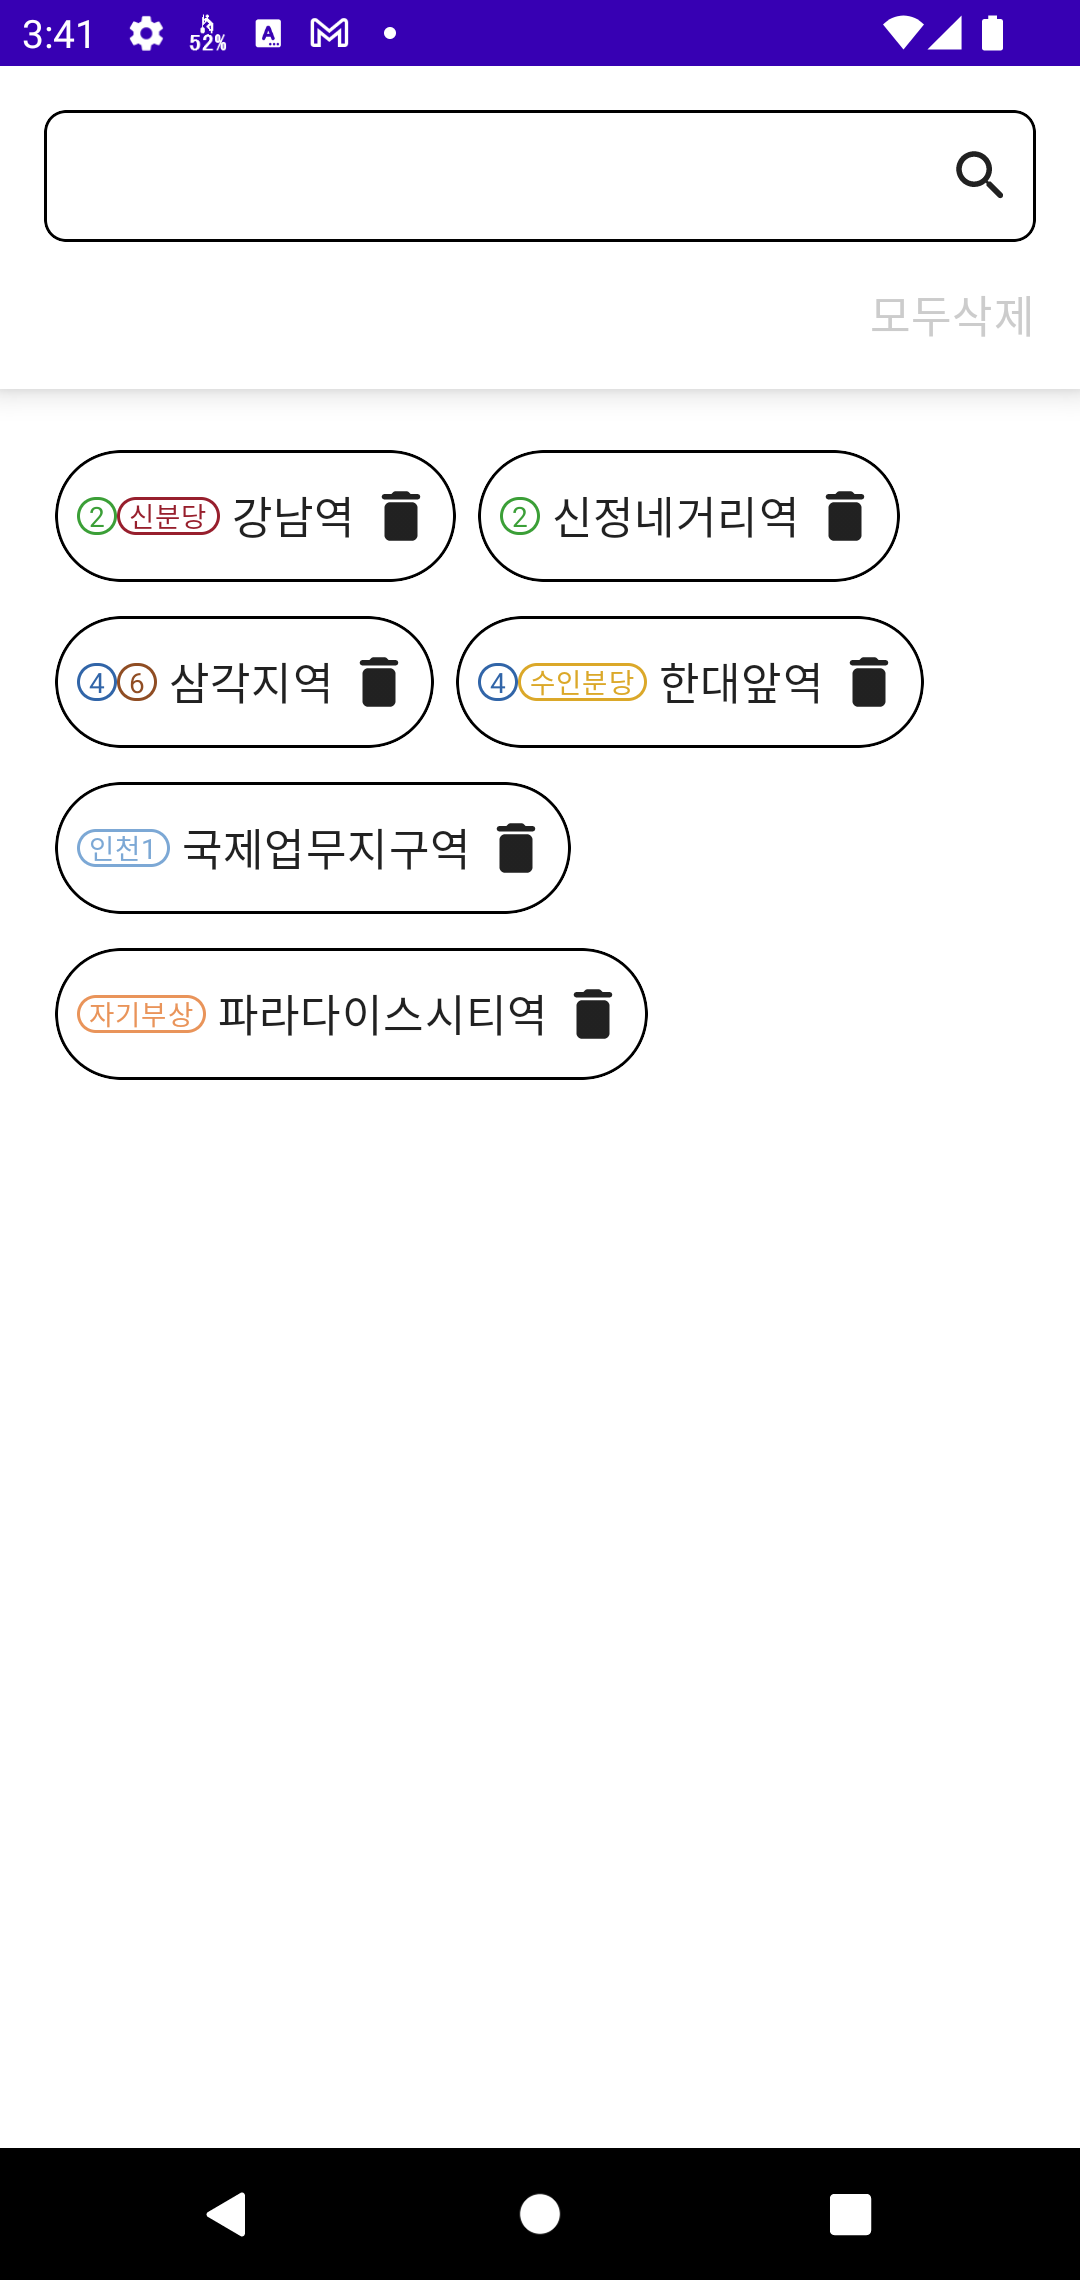 3:41 52% A
모두삭제
2 신분당 강남역 2 신정네거리역
4 6 삼각지역 4 수인분당 한대앞역
인천1 국제업무지구역
자기부상 파라다이스시티역